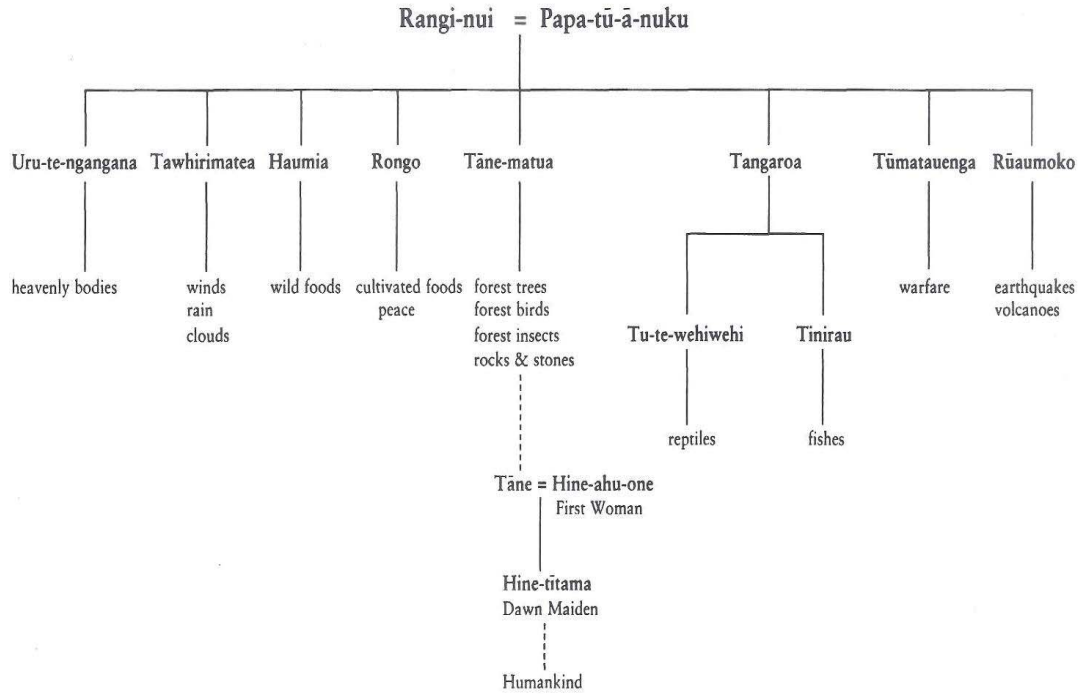 Rangi-nui = Papa-tū-ā-nuku
Uru-te-ngangana Tawhirimatea Haumia Rongo Tāne-matua Tangaroa Tūmatauenga Rūaumoko
heavenly bodies winds wild foods cultivated foods forest trees warfare earthquakes
rain peace forest birds volcanoes
clouds forest insects Tu-te-wehiwehi Tinirau
rocks & stones
reptiles fishes
Tāne = Hine-ahu-one
First Woman
Hine-tītama
Dawn Maiden
Humankind